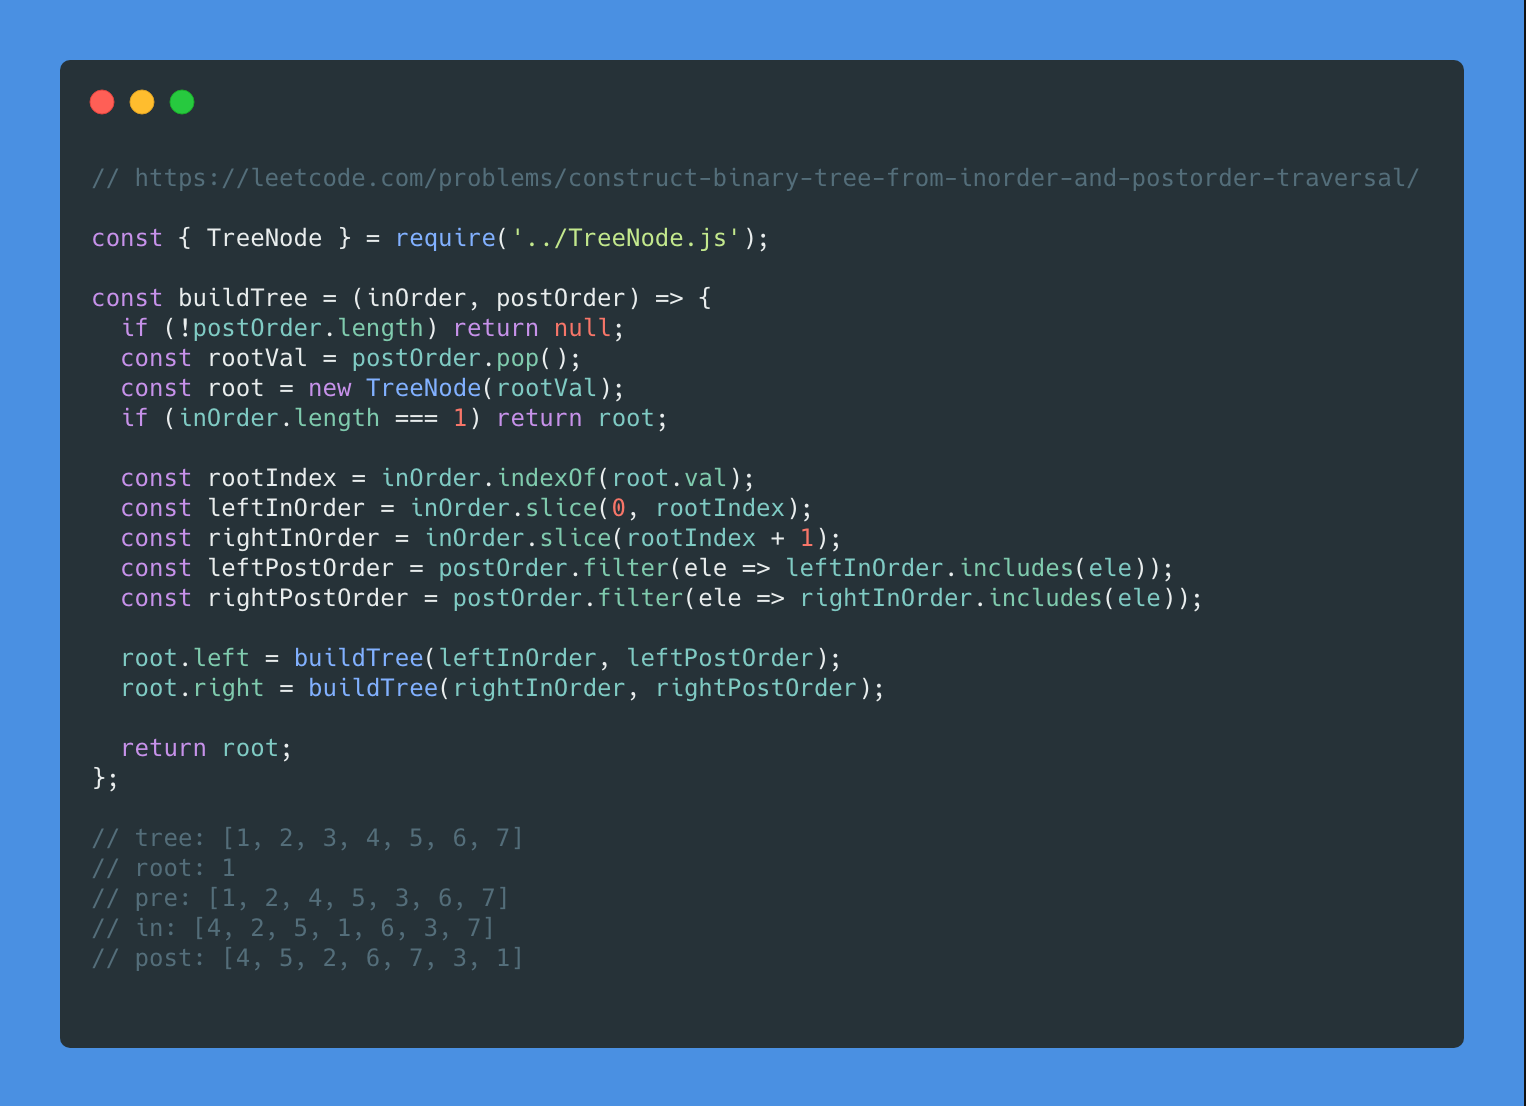 // https://leetcode.com/problems/construct-binary-tree-from-inorder-and-postorder-traversal/

const { TreeNode } = require('../TreeNode.js');

const buildTree = (inOrder, postOrder) => {
  if (!postOrder.length) return null;
  const rootVal = postOrder.pop();
  const root = new TreeNode(rootVal);
  if (inOrder.length === 1) return root;

  const rootIndex = inOrder.indexOf(root.val);
  const leftInOrder = inOrder.slice(0, rootIndex);
  const rightInOrder = inOrder.slice(rootIndex + 1);
  const leftPostOrder = postOrder.filter(ele => leftInOrder.includes(ele));
  const rightPostOrder = postOrder.filter(ele => rightInOrder.includes(ele));

  root.left = buildTree(leftInOrder, leftPostOrder);
  root.right = buildTree(rightInOrder, rightPostOrder);

  return root;
};

// tree: [1, 2, 3, 4, 5, 6, 7]
// root: 1
// pre: [1, 2, 4, 5, 3, 6, 7]
// in: [4, 2, 5, 1, 6, 3, 7]
// post: [4, 5, 2, 6, 7, 3, 1]